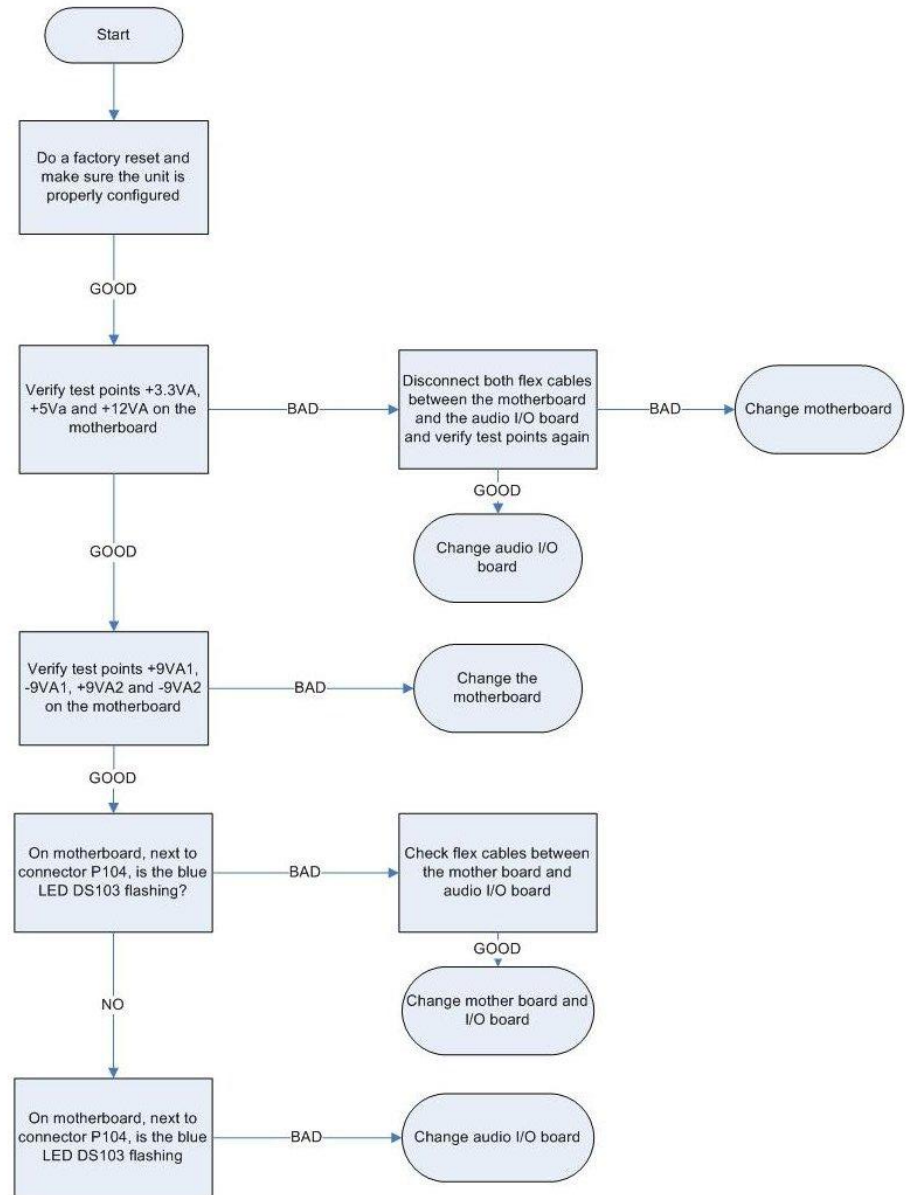 Start
Do a factory reset and
make sure the unit is
properly configured
GOOD
Verify test points +3.3VA,
+5Va and +12VA on the
motherboard
BAD
Disconnect both flex cables
between the motherboard
and the audio I/O board
and verify test points again
BAD
Change motherboard
GOOD
Change audio I/O
board
GOOD
Verify test points +9VA1,
-9VA1, +9VA2 and -9VA2
on the motherboard
BAD
Change the
motherboard
GOOD
On motherboard, next to
connector P104, is the blue
LED DS103 flashing?
BAD
Check flex cables between
the mother board and
audio I/O board
GOOD
Change mother board and
I/O board
NO
On motherboard, next to
connector P104, is the blue
LED DS103 flashing
BAD
Change audio I/O board